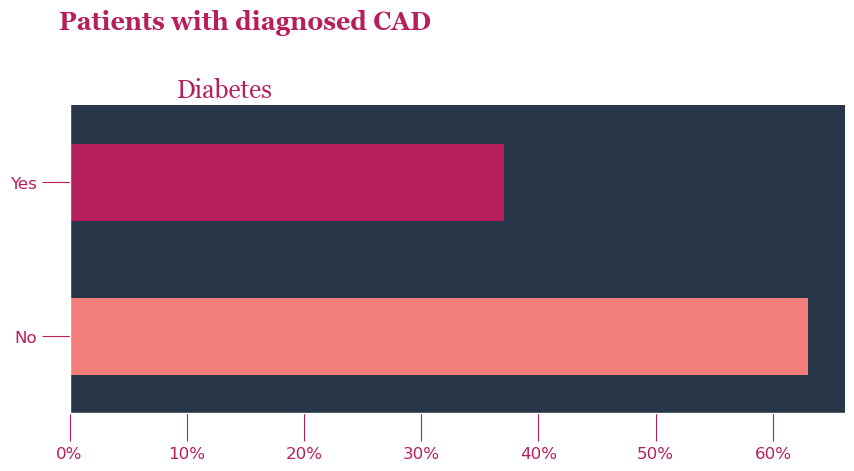 Patients with diagnosed CAD
Diabetes
Yes
No
0% 10% 20% 30% 40% 50% 60%